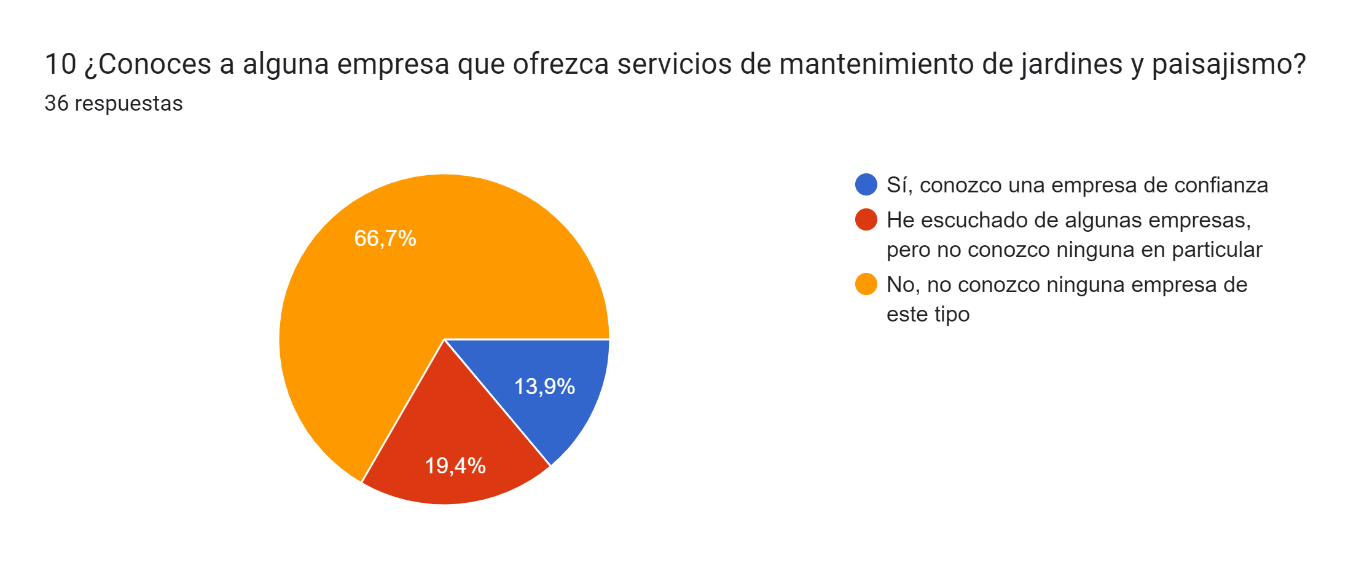 10 ¿Conoces a alguna empresa que ofrezca servicios de mantenimiento de jardines y paisajismo?
36 respuestas
66,7%
13,9%
19,4%
Sí, conozco una empresa de confianza
He escuchado de algunas empresas,
pero no conozco ninguna en particular
No, no conozco ninguna empresa de
este tipo